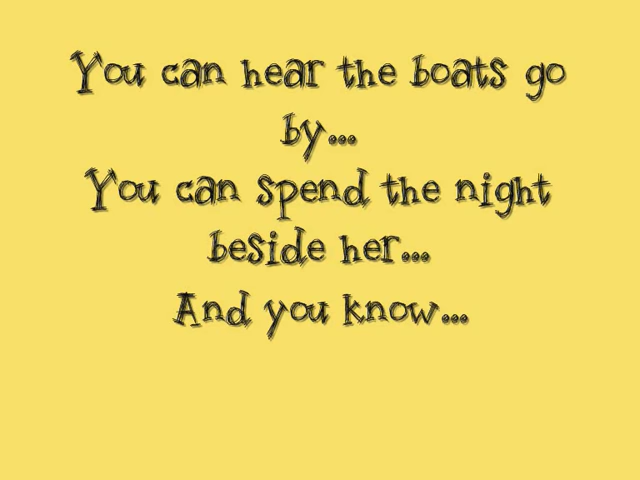 You can hear the boats go
by...
You can spend the night
beside her...
And you know...